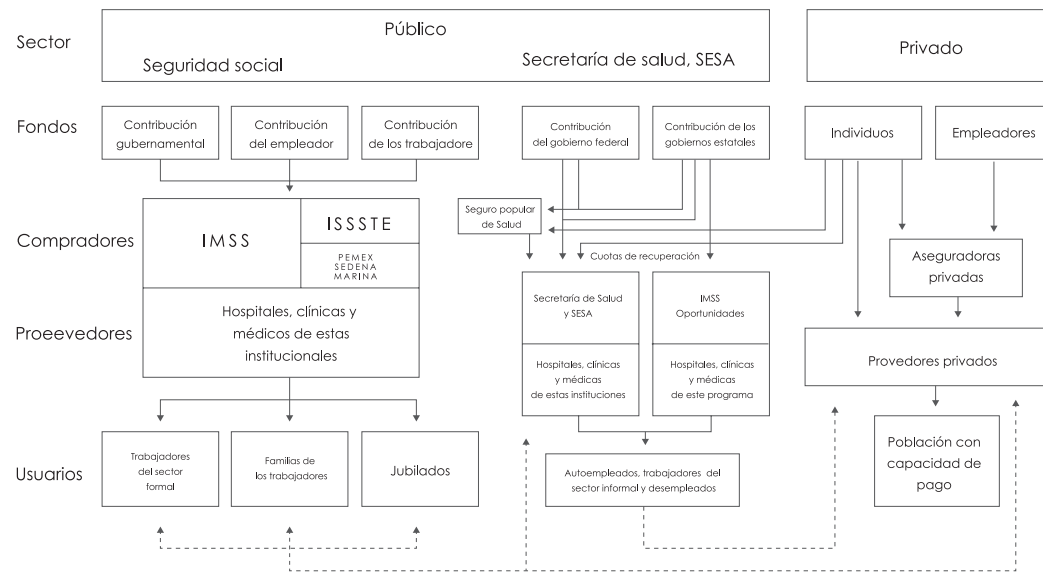 Sector
Público
Seguridad social
Secretaría de salud, SESA
Privado
Fondos
Contribución
gubernamental
Contribución
del empleador
Contribución
de los trabajadore
Contribución
del gobierno federal
Contribución de los
gobiernos estatales
Individuos
Empleadores
Compradores
IMSS
ISSSTE
PEMEX
SEDENA
MARINA
Seguro popular
de Salud
Cuotas de recuperación
Aseguradoras
privadas
Proeevedores
Hospitales, clínicas y
médicos de estas
institucionales
Secretaría de Salud
y SESA
IMSS
Oportunidades
Hospitales, clínicas
y médicas
de estas instituciones
Hospitales, clínicas
y médicas
de este programa
Provedores privados
Usuarios
Trabajadores
del sector
formal
Familias de
los trabajadores
Jubilados
Autoempleados, trabajadores del
sector informal y desempleados
Población con
capacidad de
pago